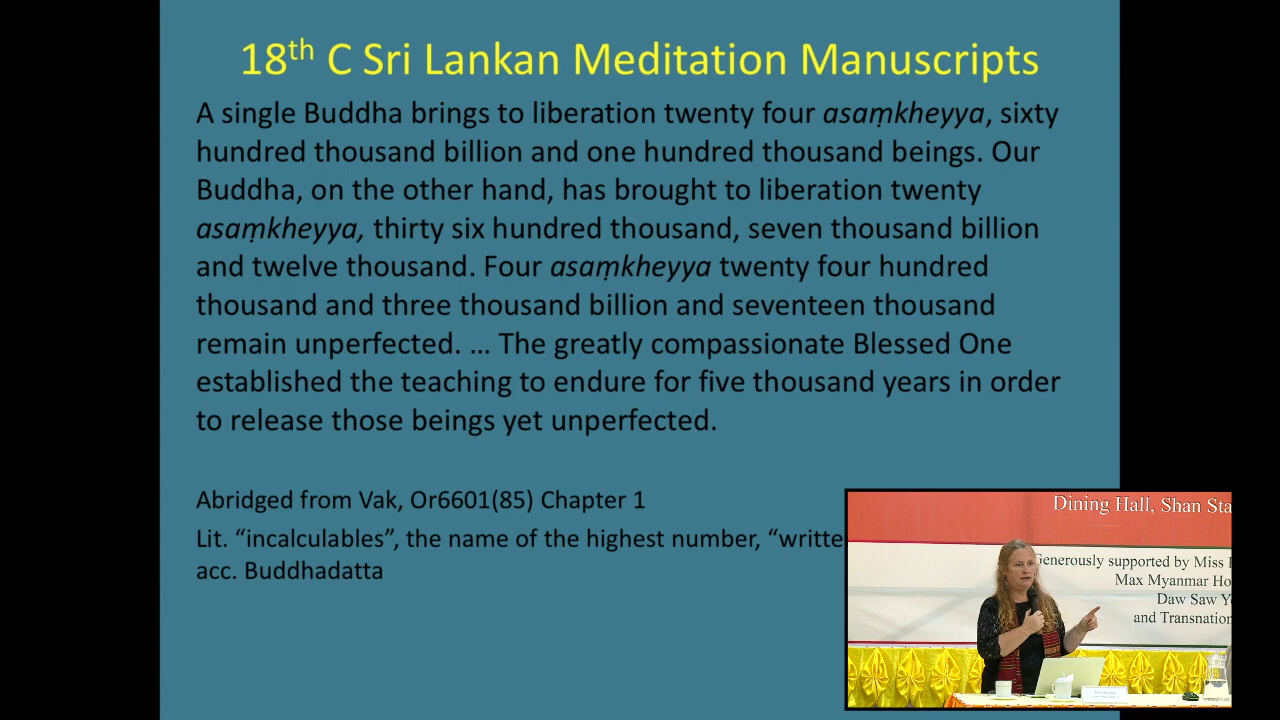 18th C Sri Lankan Meditation Manuscripts
A single Buddha brings to liberation twenty four asaṃkheyya, sixty
hundred thousand billion and one hundred thousand beings. Our
Buddha, on the other hand, has brought to liberation twenty
asaṃkheyya, thirty six hundred thousand, seven thousand billion
and twelve thousand. Four asaṃkheyya twenty four hundred
thousand and three thousand billion and seventeen thousand
remain unperfected. … The greatly compassionate Blessed One
established the teaching to endure for five thousand years in order
to release those beings yet unperfected.
Abridged from Vak, Or6601(85) Chapter 1
Lit. “incalculables”, the name of the highest number, “writte
acc. Buddhadatta
Dining Hall, Shan Sta
Generously supported by Miss
Max Myanmar Ho
Daw Saw Y
and Transnation